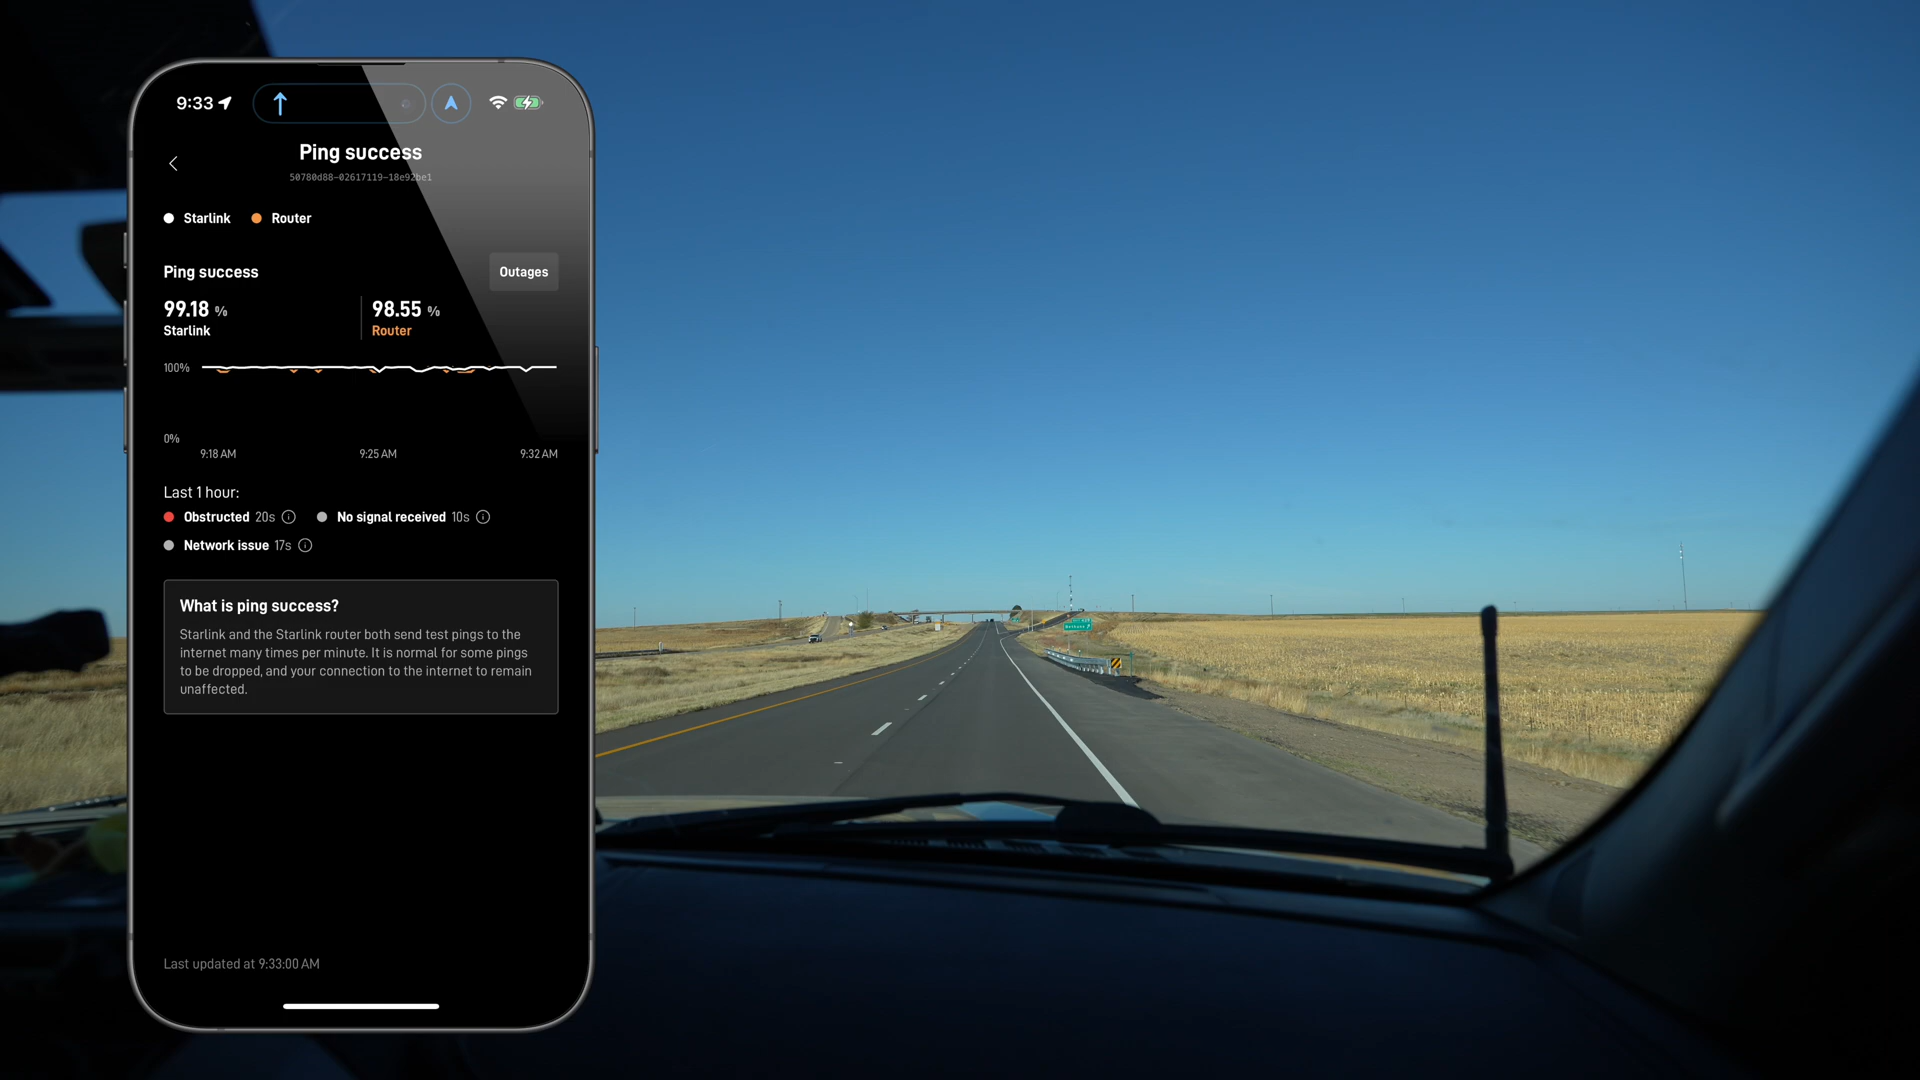 9:33
Ping success
50780d88-02617119-18e92be1
Starlink
Router
Ping success
Outages
99.18 %
Starlink
98.55 %
Router
100%
0%
9:18 AM
9:25 AM
9:32 AM
Last 1 hour:
Obstructed 20s
No signal received 10s
Network issue 17s
What is ping success?
Starlink and the Starlink router both send test pings to the
internet many times per minute. It is normal for some pings
to be dropped, and your connection to the internet to remain
unaffected.
Last updated at 9:33:00 AM